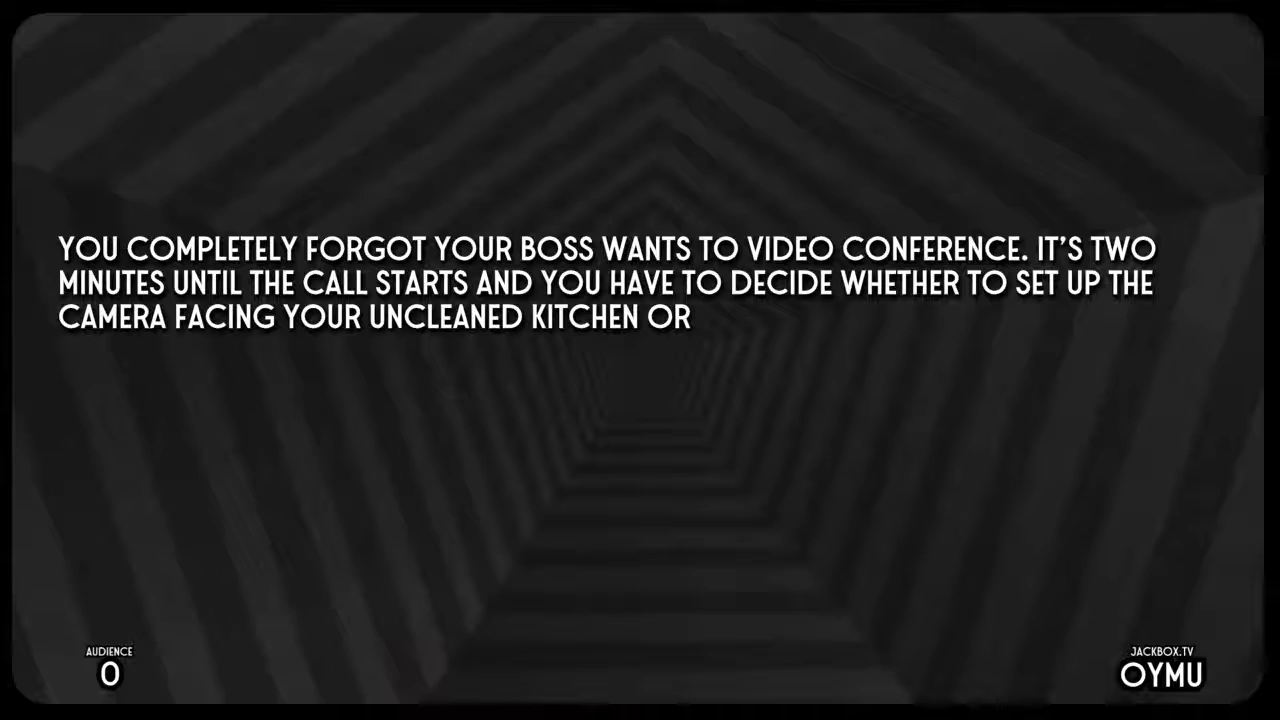 YOU COMPLETELY FORGOT YOUR BOSS WANTS TO VIDEO CONFERENCE. IT'S TWO
MINUTES UNTIL THE CALL STARTS AND YOU HAVE TO DECIDE WHETHER TO SET UP THE
CAMERA FACING YOUR UNCLEANED KITCHEN OR
AUDIENCE
0
JACKBOX.TV
OYMU